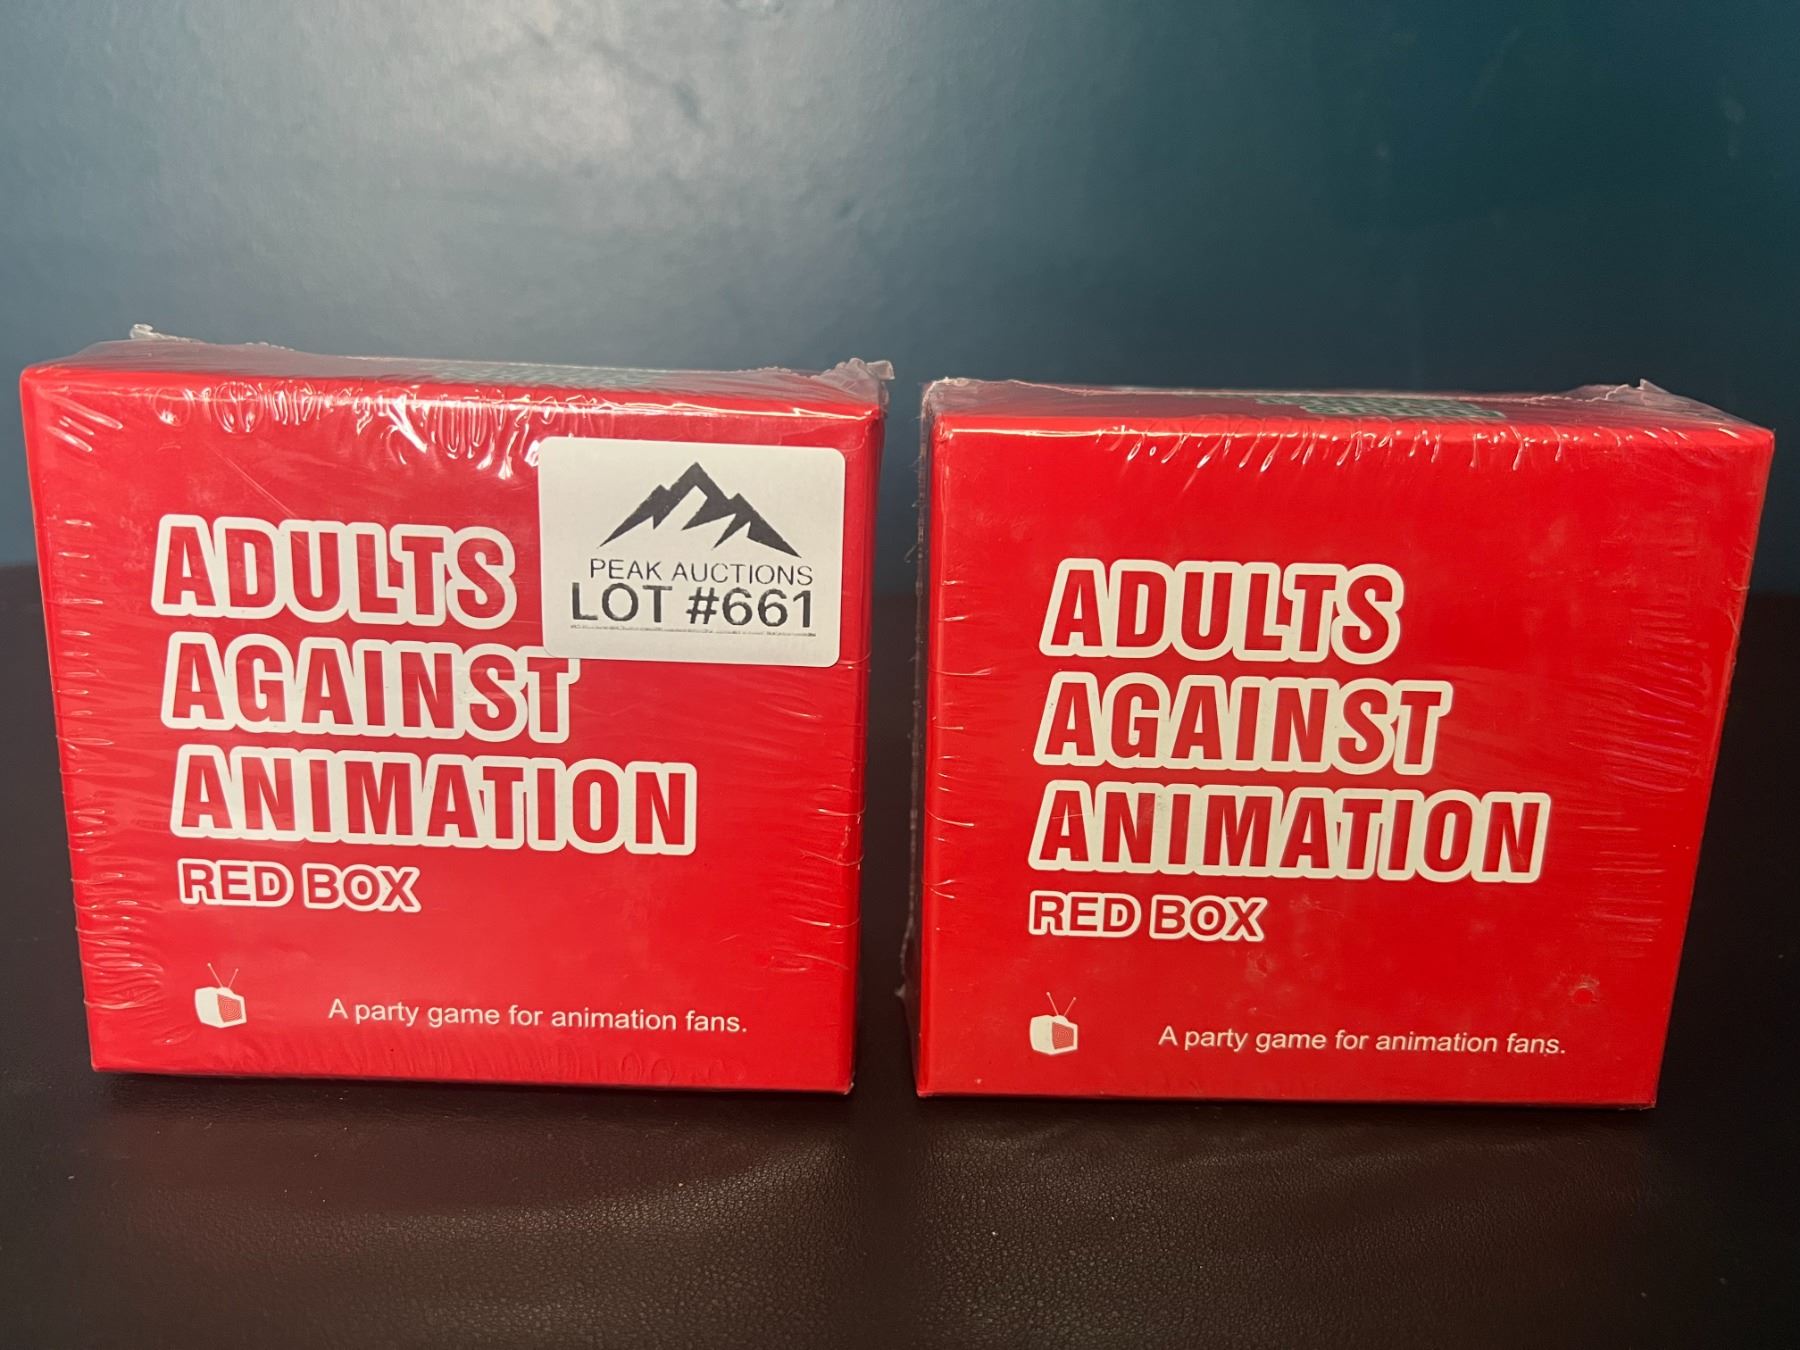 ADULTS
AGAINST
ANIMATION
RED BOX
A party game for animation fans.
PEAK AUCTIONS
LOT #661
ADULTS
AGAINST
ANIMATION
RED BOX
A party game for animation fans.